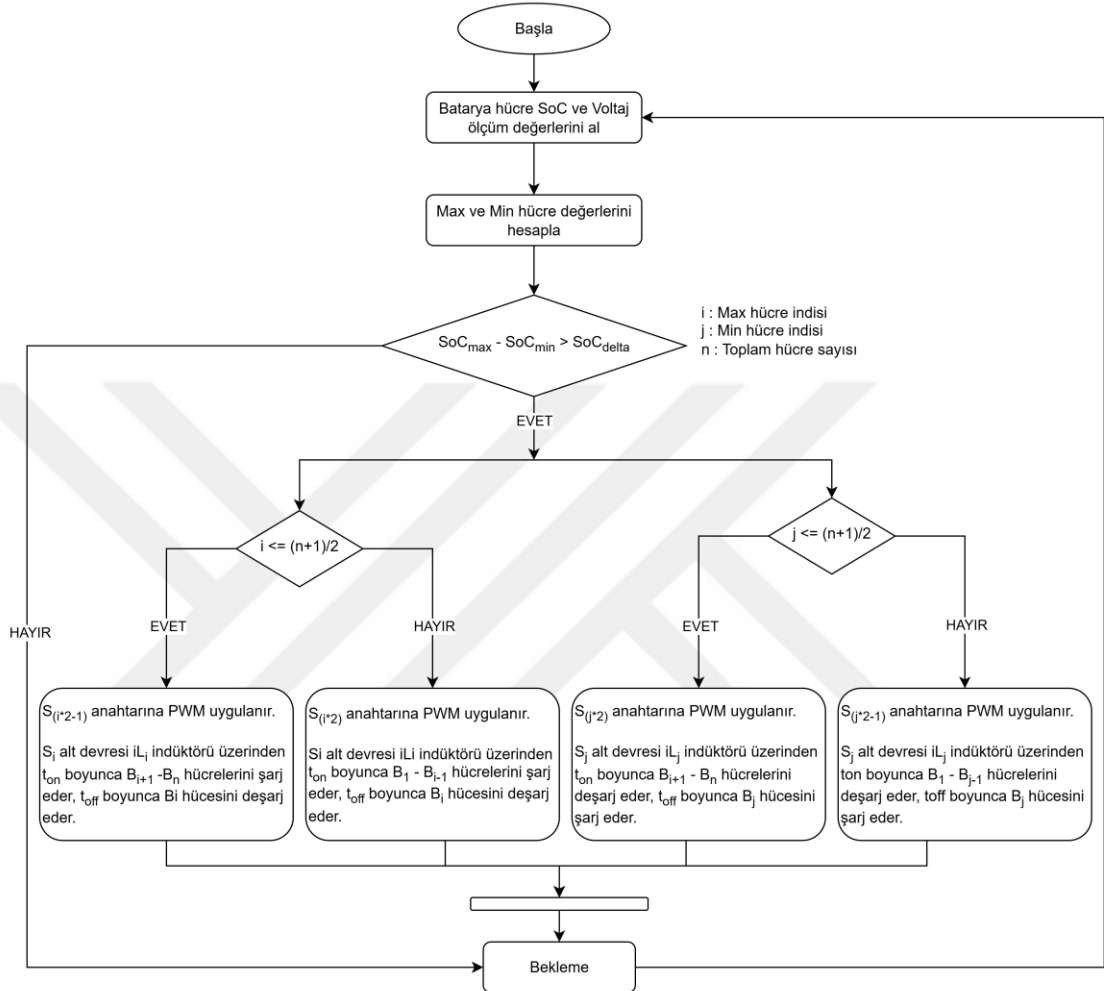 Başla
Batarya hücre SoC ve Voltaj
ölçüm değerlerini al
Max ve Min hücre değerlerini
hesapla
SoCmax - SoCmin > SoCdelta
i : Max hücre indisi
j : Min hücre indisi
n : Toplam hücre sayısı
EVET
i <= (n+1)/2
j <= (n+1)/2
HAYIR
EVET
HAYIR
EVET
HAYIR
S(i*2-1) anahtarına PWM uygulanır.
Si alt devresi iLi indüktörü üzerinden
ton boyunca Bi+1 -Bn hücrelerini şarj
eder, toff boyunca Bi hücesini deşarj
eder.
S(i*2) anahtarına PWM uygulanır.
Si alt devresi iLi indüktörü üzerinden
ton boyunca B1 - Bi-1 hücrelerini şarj
eder, toff boyunca Bi hücesini deşarj
eder.
S(j*2) anahtarına PWM uygulanır.
Sj alt devresi iLj indüktörü üzerinden
ton boyunca Bi+1 - Bn hücrelerini
deşarj eder, toff boyunca Bj hücesini
şarj eder.
S(j*2-1) anahtarına PWM uygulanır.
Sj alt devresi iLj indüktörü üzerinden
ton boyunca B1 - Bj-1 hücrelerini
deşarj eder, toff boyunca Bj hücesini
şarj eder.
Bekleme